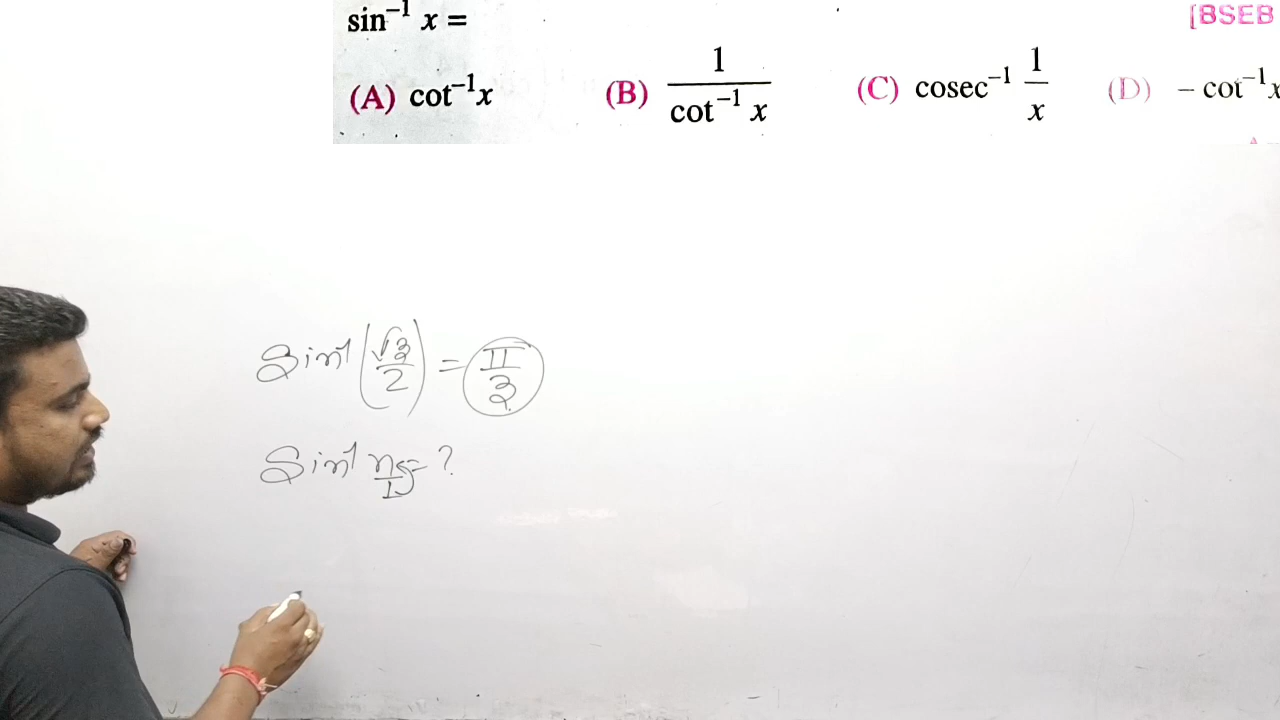 sin⁻¹ x = [BSEB
(A) cot⁻¹x (B) 1/cot⁻¹ x (C) cosec⁻¹ 1/x (D) – cot⁻¹x
Sin⁻¹(√3/2) = π/3
Sin⁻¹ = ?